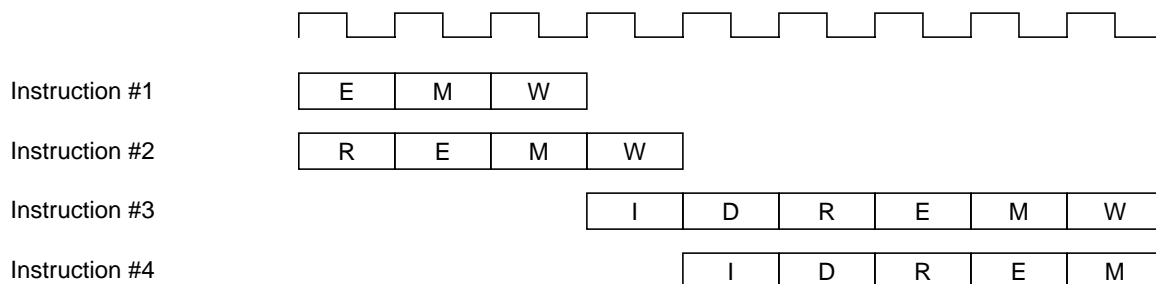 Instruction #1 E M W
Instruction #2 R E M W
Instruction #3 I D R E M W
Instruction #4 I D R E M